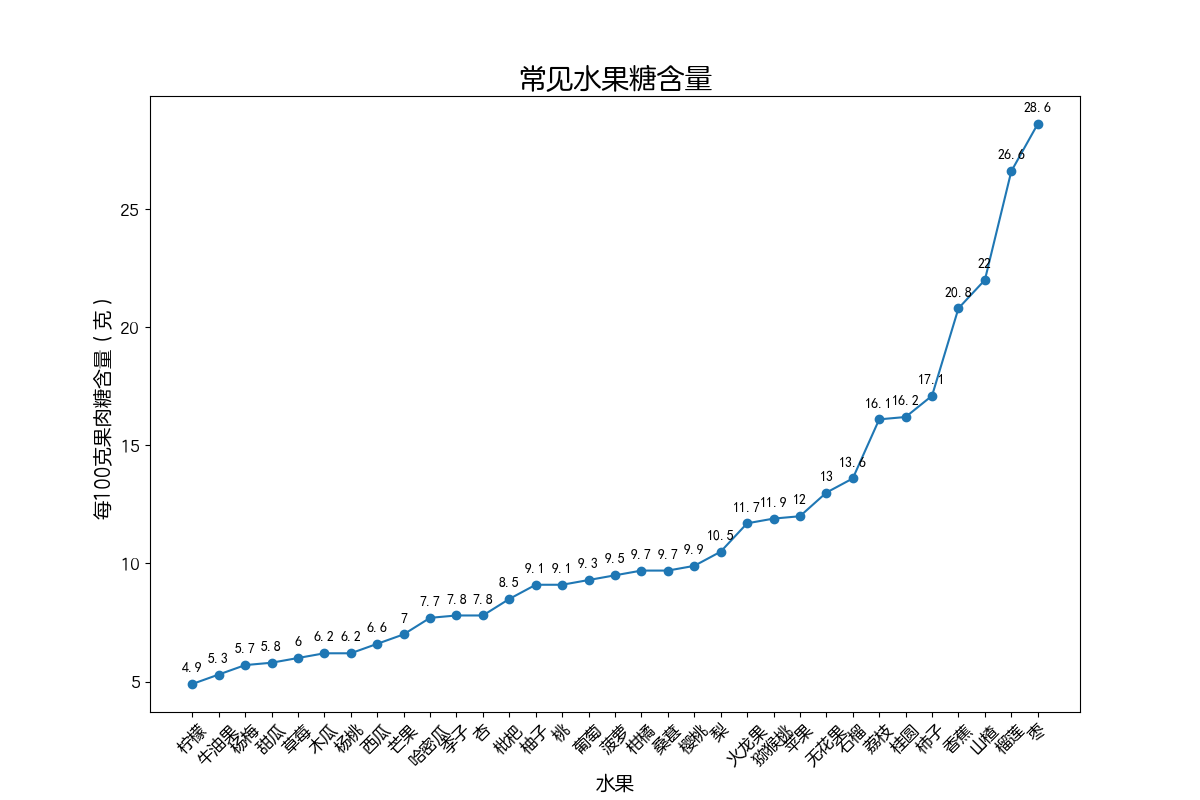 常见水果糖含量
每100克果肉糖含量（克）
25
20
15
10
5
4.9
5.3
5.7
5.8
6
6.2
6.2
6.6
7
7.7
7.8
7.8
8.5
9.1
9.1
9.3
9.5
9.7
9.7
9.9
10.5
11.7
11.9
12
13
13.6
16.1
16.2
17.1
20.8
22
26.6
28.6
柠檬
牛油果
杨梅
甜瓜
草莓
木瓜
杨桃
西瓜
芒果
哈密瓜
李子
杏
枇杷
柚子
桃
葡萄
菠萝
柑橘
桑葚
樱桃
梨
火龙果
猕猴桃
苹果
无花果
石榴
荔枝
桂圆
柿子
香蕉
山楂
榴莲
枣
水果